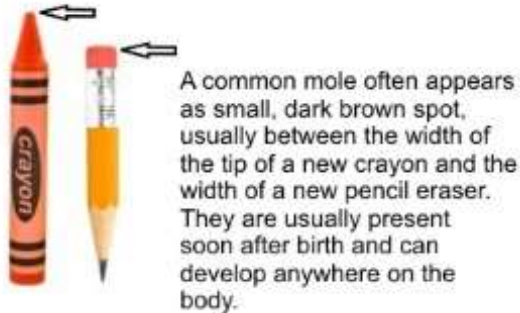 crayon
A common mole often appears
as small, dark brown spot,
usually between the width of
the tip of a new crayon and the
width of a new pencil eraser.
They are usually present
soon after birth and can
develop anywhere on the
body.